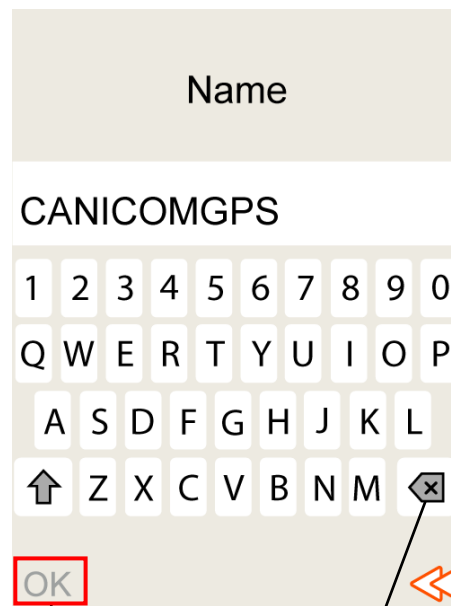 Name
CANICOMGPS
1 2 3 4 5 6 7 8 9 0
Q W E R T Y U I O P
A S D F G H J K L
Z X C V B N M
OK